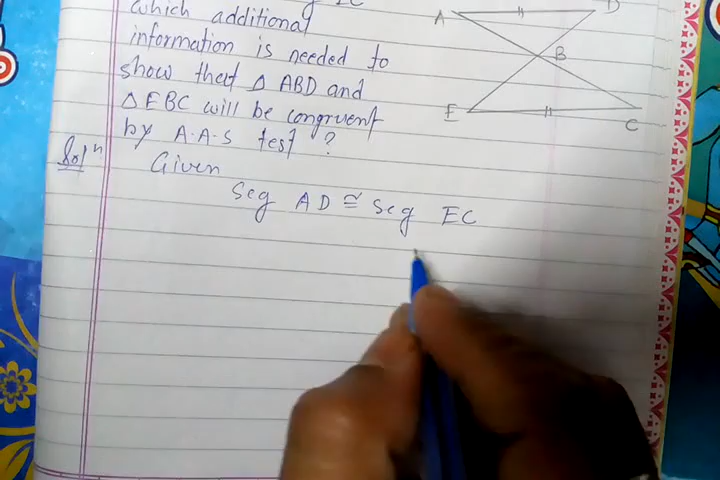 which additional
information is needed to
show that △ ABD and
△ EBC will be congruent
by A.A.S test ?
Solⁿ Given
Seg AD ≅ Seg EC
A
D
B
E
C